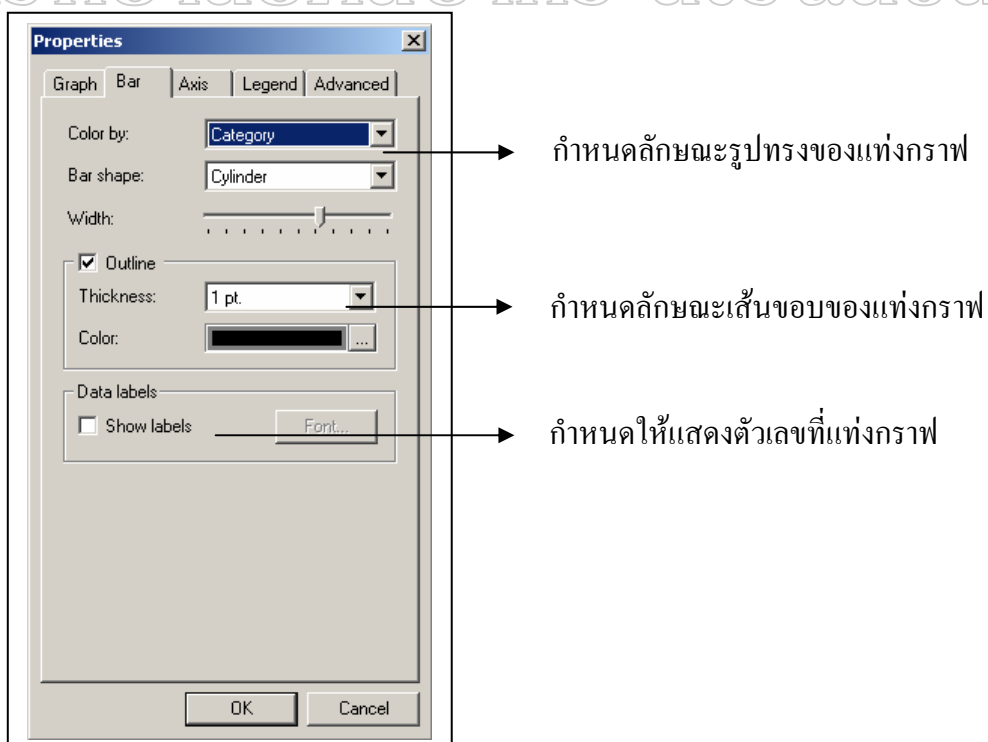 Properties
Graph Bar Axis Legend Advanced
Color by: Category
กำหนดลักษณะรูปทรงของแท่งกราฟ
Bar shape: Cylinder
Width:
Outline
Thickness: 1 pt.
กำหนดลักษณะเส้นขอบของแท่งกราฟ
Color: ...
Data labels
Show labels Font...
กำหนดให้แสดงตัวเลขที่แท่งกราฟ
OK Cancel